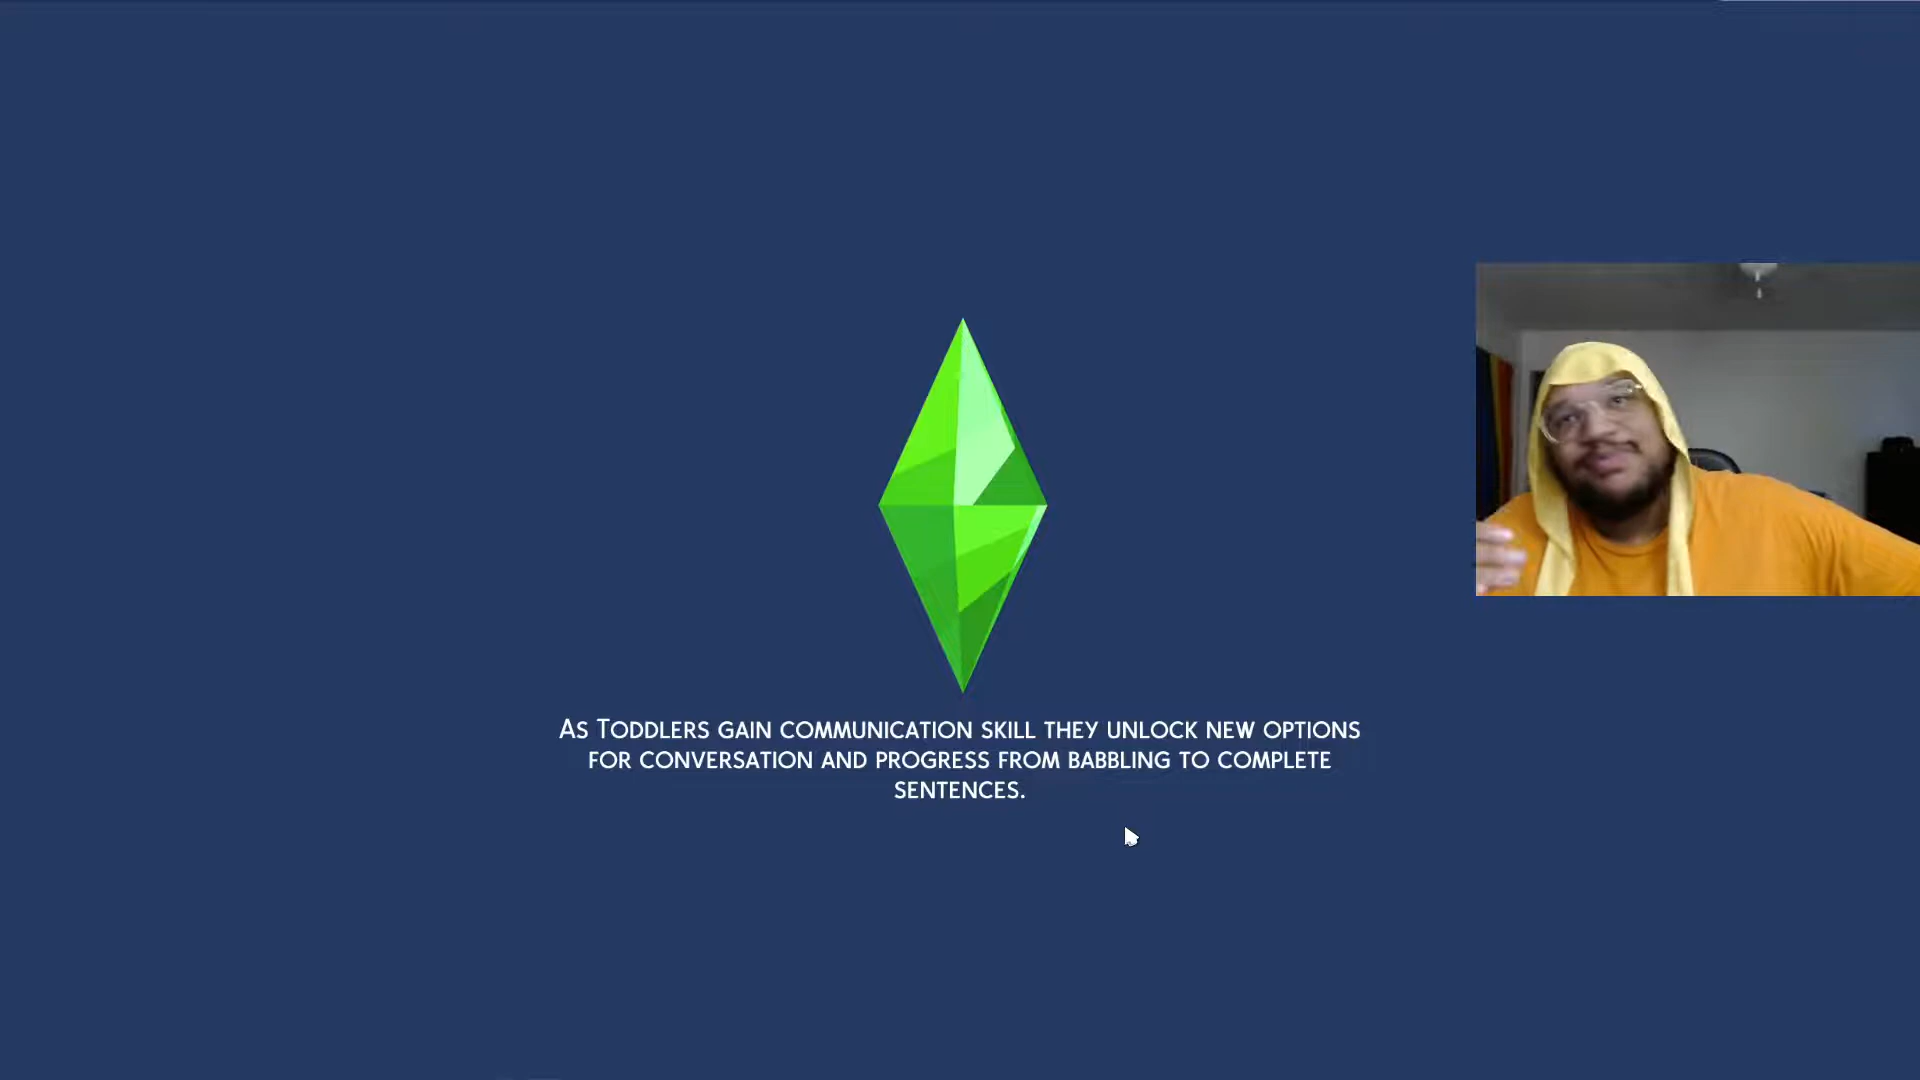 As Toddlers gain communication skill they unlock new options
for conversation and progress from babbling to complete
sentences.